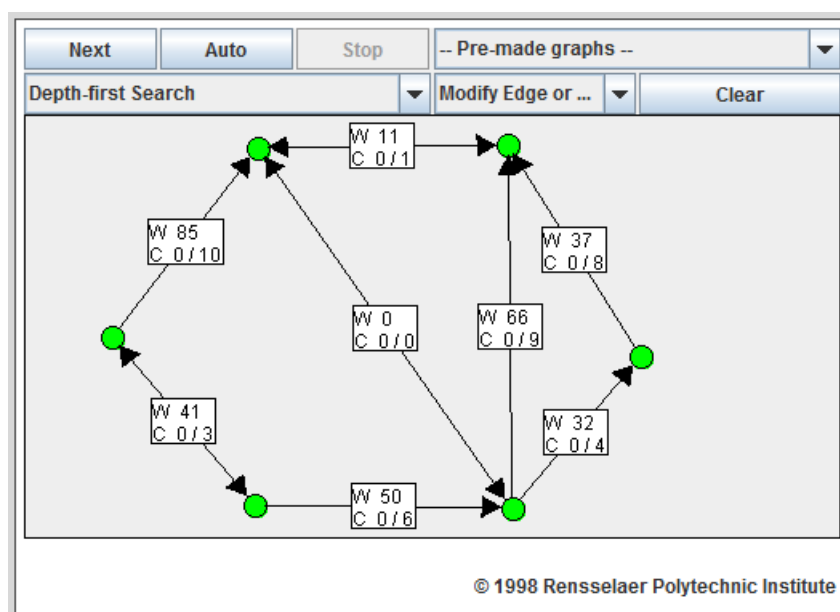 Next Auto Stop -- Pre-made graphs --
Depth-first Search Modify Edge or ... Clear
W 11
C 0/1
W 85
C 0/10
W 37
C 0/8
W 0
C 0/0
W 66
C 0/9
W 41
C 0/3
W 32
C 0/4
W 50
C 0/6
© 1998 Rensselaer Polytechnic Institute